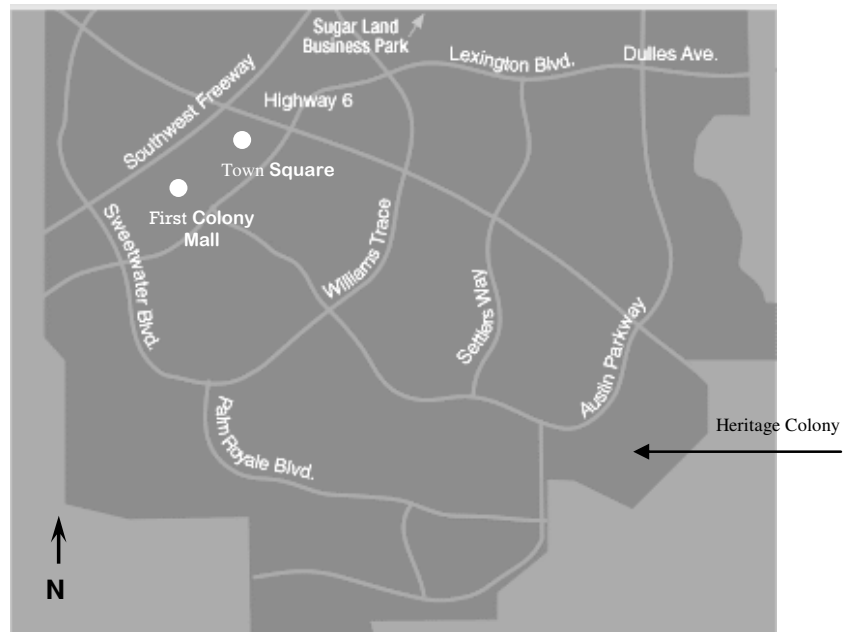 Sugar Land
Business Park
Lexington Blvd.
Dulles Ave.
Southwest Freeway
Highway 6
Town Square
First Colony
Mall
Sweetwater Blvd.
Williams Trace
Settlers Way
Austin Parkway
Palm Royale Blvd.
Heritage Colony
N